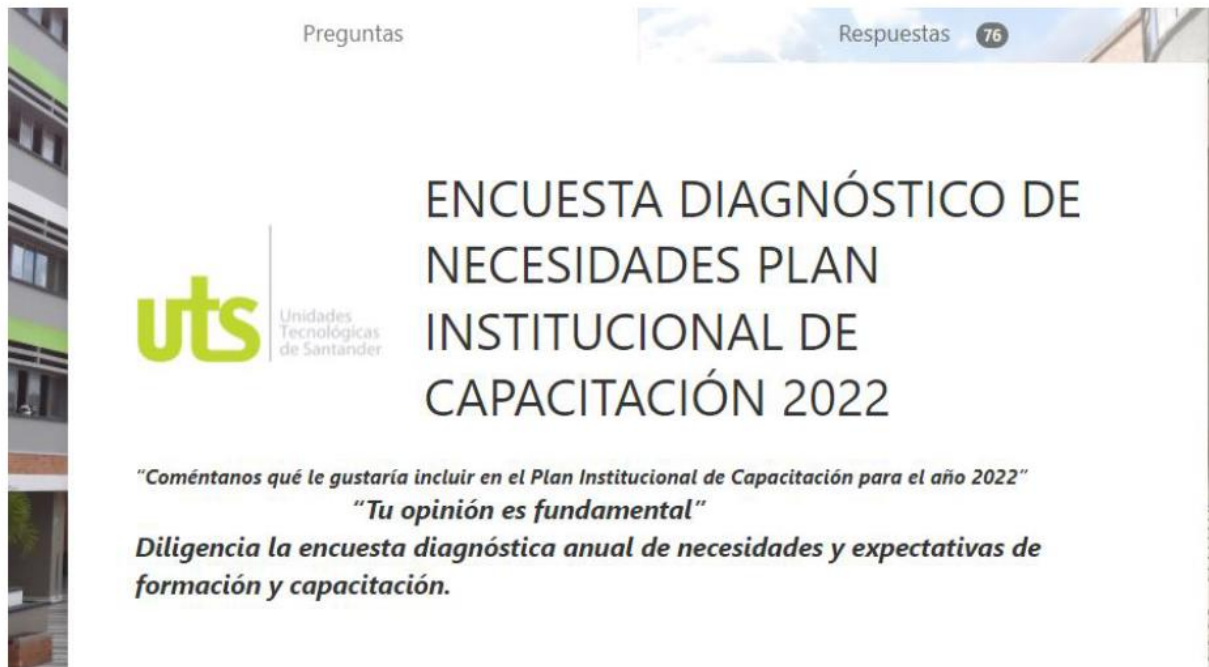 Preguntas
Respuestas 76
ENCUESTA DIAGNÓSTICO DE
NECESIDADES PLAN
INSTITUCIONAL DE
CAPACITACIÓN 2022
uts
Unidades
Tecnológicas
de Santander
"Coméntanos qué le gustaría incluir en el Plan Institucional de Capacitación para el año 2022"
"Tu opinión es fundamental"
Diligencia la encuesta diagnóstica anual de necesidades y expectativas de
formación y capacitación.